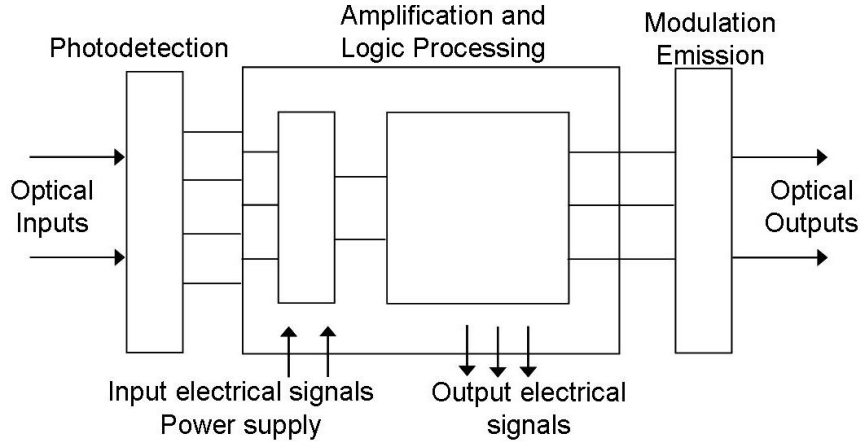 Amplification and
Logic Processing
Photodetection
Modulation
Emission
Optical
Inputs
Optical
Outputs
Input electrical signals
Power supply
Output electrical
signals